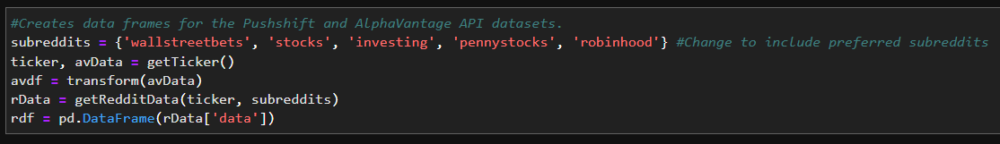 #Creates data frames for the Pushshift and AlphaVantage API datasets.
subreddits = {'wallstreetbets', 'stocks', 'investing', 'pennystocks', 'robinhood'} #Change to include preferred subreddits
ticker, avData = getTicker()
avdf = transform(avData)
rData = getRedditData(ticker, subreddits)
rdf = pd.DataFrame(rData['data'])